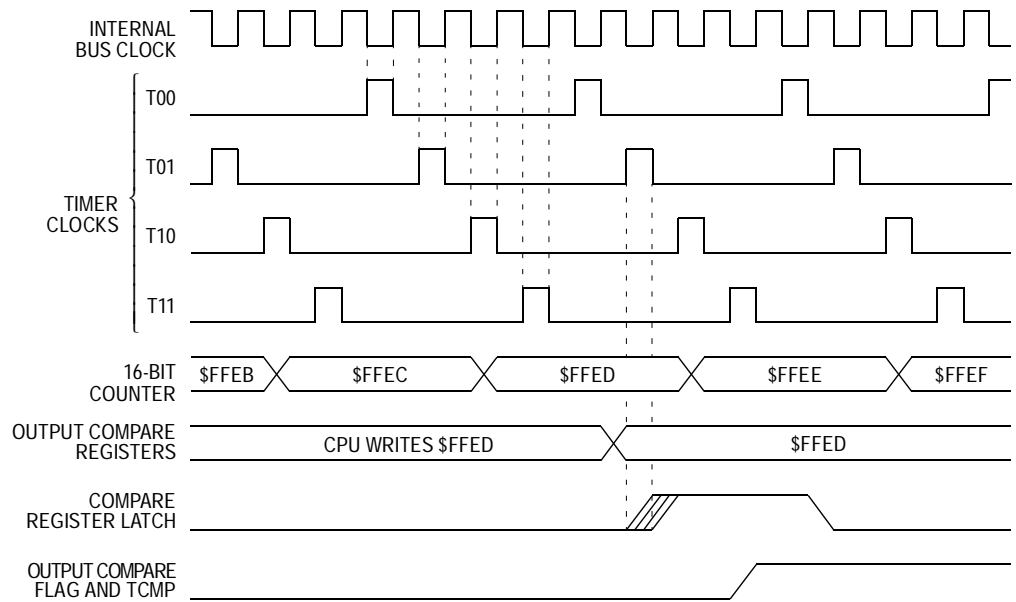 INTERNAL
BUS CLOCK
T00
T01
TIMER
CLOCKS
T10
T11
16-BIT
COUNTER
$FFEB
$FFEC
$FFED
$FFEE
$FFEF
OUTPUT COMPARE
REGISTERS
CPU WRITES $FFED
$FFED
COMPARE
REGISTER LATCH
OUTPUT COMPARE
FLAG AND TCMP